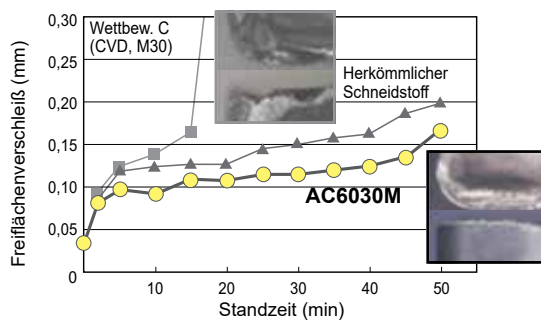 Freiflächenverschleiß (mm)
0,30
0,25
0,20
0,15
0,10
0,05
0
Wettbew. C
(CVD, M30)
Herkömmlicher
Schneidstoff
AC6030M
10
20
30
40
50
Standzeit (min)